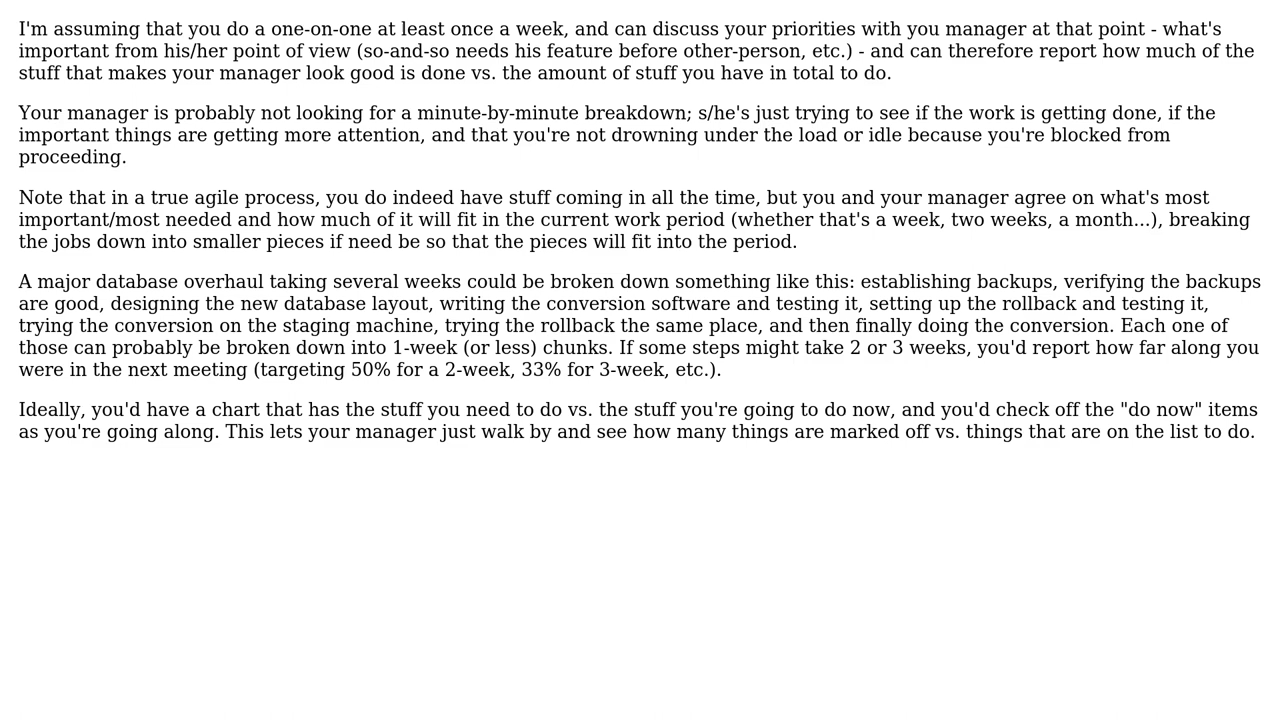 I'm assuming that you do a one-on-one at least once a week, and can discuss your priorities with you manager at that point - what's
important from his/her point of view (so-and-so needs his feature before other-person, etc.) - and can therefore report how much of the
stuff that makes your manager look good is done vs. the amount of stuff you have in total to do.
Your manager is probably not looking for a minute-by-minute breakdown; s/he's just trying to see if the work is getting done, if the
important things are getting more attention, and that you're not drowning under the load or idle because you're blocked from
proceeding.
Note that in a true agile process, you do indeed have stuff coming in all the time, but you and your manager agree on what's most
important/most needed and how much of it will fit in the current work period (whether that's a week, two weeks, a month...), breaking
the jobs down into smaller pieces if need be so that the pieces will fit into the period.
A major database overhaul taking several weeks could be broken down something like this: establishing backups, verifying the backups
are good, designing the new database layout, writing the conversion software and testing it, setting up the rollback and testing it,
trying the conversion on the staging machine, trying the rollback the same place, and then finally doing the conversion. Each one of
those can probably be broken down into 1-week (or less) chunks. If some steps might take 2 or 3 weeks, you'd report how far along you
were in the next meeting (targeting 50% for a 2-week, 33% for 3-week, etc.).
Ideally, you'd have a chart that has the stuff you need to do vs. the stuff you're going to do now, and you'd check off the "do now" items
as you're going along. This lets your manager just walk by and see how many things are marked off vs. things that are on the list to do.